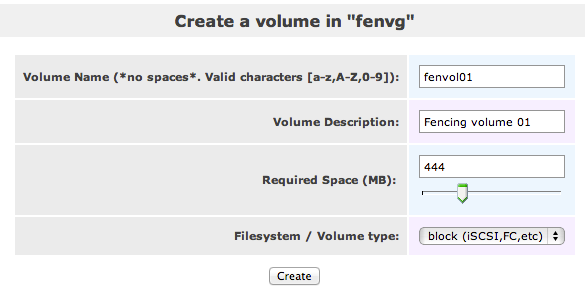 Create a volume in "fenvg"
Volume Name (*no spaces*. Valid characters [a-z,A-Z,0-9]): fenvol01
Volume Description: Fencing volume 01
Required Space (MB): 444
Filesystem / Volume type: block (iSCSI,FC,etc)
Create